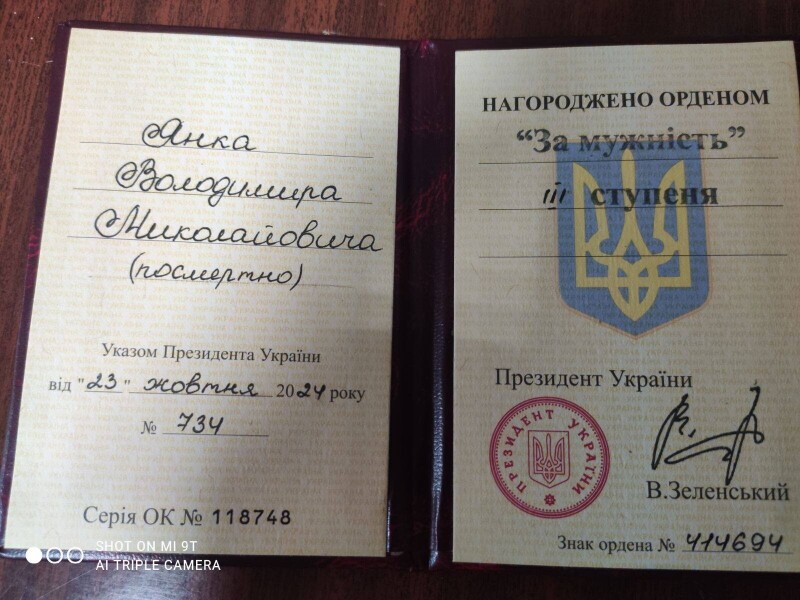 Янка
Володимира
Миколайовича
(посмертно)
Указом Президента України
від "23" жовтня 2024 року
№ 734
Серія ОК № 118748
SHOT ON MI 9T
AI TRIPLE CAMERA
НАГОРОДЖЕНО ОРДЕНОМ
“За мужність”
III ступеня
Президент України
ПРЕЗИДЕНТ УКРАЇНИ
В.Зеленський
Знак ордена № 414694